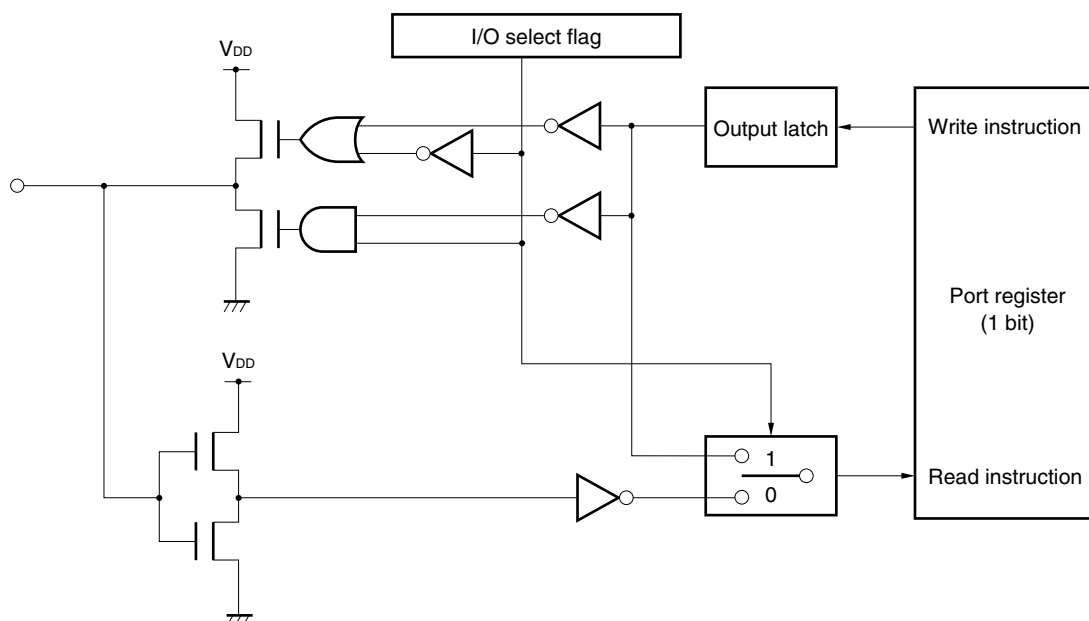 I/O select flag
VDD
Output latch
Write instruction
Port register
(1 bit)
VDD
1
0
Read instruction